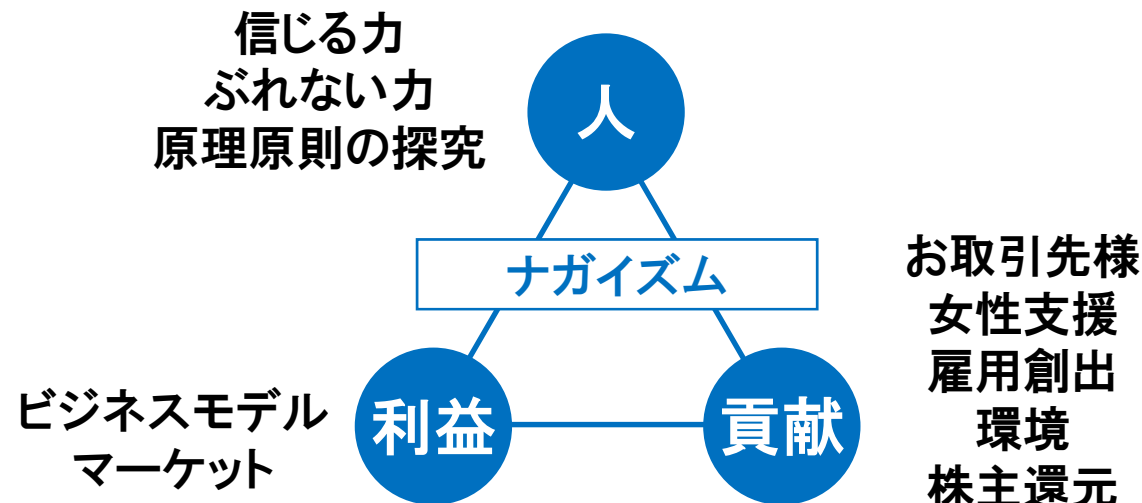 信じる力
ぶれない力
原理原則の探究
人
ナガイズム
お取引先様
女性支援
雇用創出
環境
株主還元
ビジネスモデル
マーケット
利益
貢献